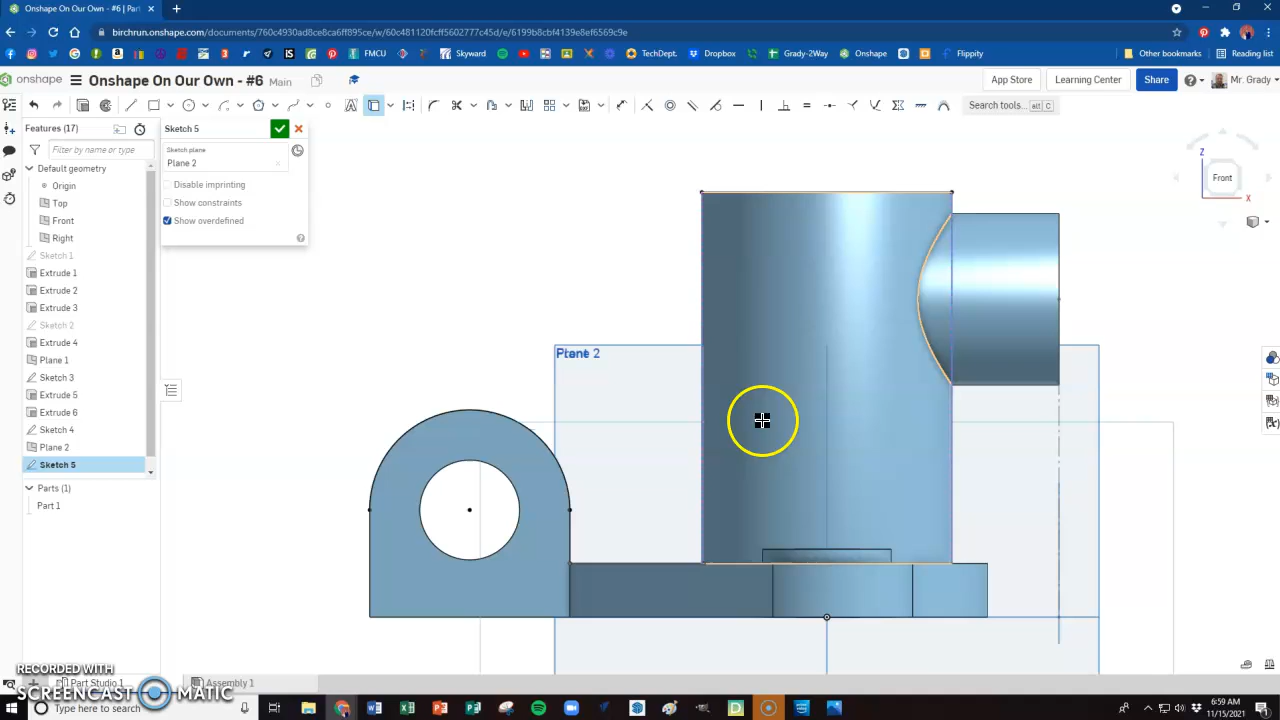 Onshape On Our Own - #6 | Part
birchrun.onshape.com/documents/760c4930ad8ce8ca6ff895ce/w/60c481120fcff5602777c45d/e/6199b8cbf4139e8ef6569c9e
FMCU
Skyward
TechDept.
Dropbox
Grady-2Way
Onshape
Flippity
Other bookmarks
Reading list
onshape
Onshape On Our Own - #6 Main
App Store
Learning Center
Share
Mr. Grady
Search tools... alt C
Features (17)
Filter by name or type
Default geometry
Origin
Top
Front
Right
Sketch 1
Extrude 1
Extrude 2
Extrude 3
Sketch 2
Extrude 4
Plane 1
Sketch 3
Extrude 5
Extrude 6
Sketch 4
Plane 2
Sketch 5
Parts (1)
Part 1
Sketch 5
Sketch plane
Plane 2
Disable imprinting
Show constraints
Show overdefined
Plane 2
Z
Front
X
RECORDED WITH
SCREENCAST MATIC
Part Studio 1
Assembly 1
Type here to search
6:59 AM
11/15/2021